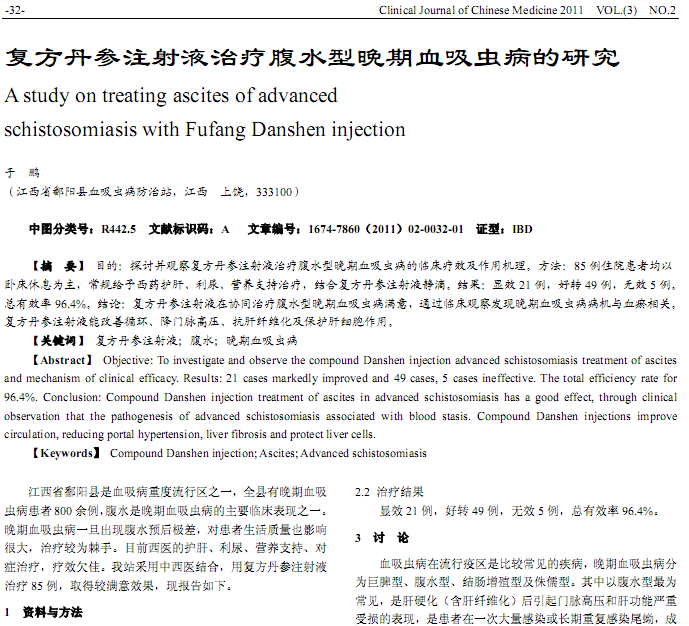 -32- Clinical Journal of Chinese Medicine 2011 VOL.(3) NO.2
复方丹参注射液治疗腹水型晚期血吸虫病的研究
A study on treating ascites of advanced
schistosomiasis with Fufang Danshen injection
于 鹏
（江西省鄱阳县血吸虫病防治站，江西 上饶，333100）
中图分类号：R442.5 文献标识码：A 文章编号：1674-7860（2011）02-0032-01 证型：IBD
【摘 要】 目的：探讨并观察复方丹参注射液治疗腹水型晚期血吸虫病的临床疗效及作用机理。方法：85 例住院患者均以
卧床休息为主，常规给予西药护肝、利尿、营养支持治疗，结合复方丹参注射液静滴。结果：显效 21 例，好转 49 例，无效 5 例。
总有效率 96.4%。结论：复方丹参注射液在协同治疗腹水型晚期血吸虫病满意，通过临床观察发现晚期血吸虫病病机与血瘀相关。
复方丹参注射液能改善循环、降门脉高压、抗肝纤维化及保护肝细胞作用。
【关键词】 复方丹参注射液；腹水；晚期血吸虫病
【Abstract】 Objective: To investigate and observe the compound Danshen injection advanced schistosomiasis treatment of ascites
and mechanism of clinical efficacy. Results: 21 cases markedly improved and 49 cases, 5 cases ineffective. The total efficiency rate for
96.4%. Conclusion: Compound Danshen injection treatment of ascites in advanced schistosomiasis has a good effect, through clinical
observation that the pathogenesis of advanced schistosomiasis associated with blood stasis. Compound Danshen injections improve
circulation, reducing portal hypertension, liver fibrosis and protect liver cells.
【Keywords】 Compound Danshen injection; Ascites; Advanced schistosomiasis
江西省鄱阳县是血吸病重度流行区之一，全县有晚期血吸
虫病患者 800 余例，腹水是晚期血吸虫病的主要临床表现之一。
晚期血吸虫病一旦出现腹水预后极差，对患者生活质量也影响
很大，治疗较为棘手。目前西医的护肝、利尿、营养支持、对
症治疗，疗效欠佳。我站采用中西医结合，用复方丹参注射液
治疗 85 例，取得较满意效果，现报告如下。
1 资料与方法
2.2 治疗结果
显效 21 例，好转 49 例，无效 5 例，总有效率 96.4%。
3 讨 论
血吸虫病在流行疫区是比较常见的疾病，晚期血吸虫病分
为巨脾型、腹水型、结肠增殖型及侏儒型。其中以腹水型最为
常见，是肝硬化（含肝纤维化）后引起门脉高压和肝功能严重
受损的表现，是患者在一次大量感染或长期重复感染尾蚴，成